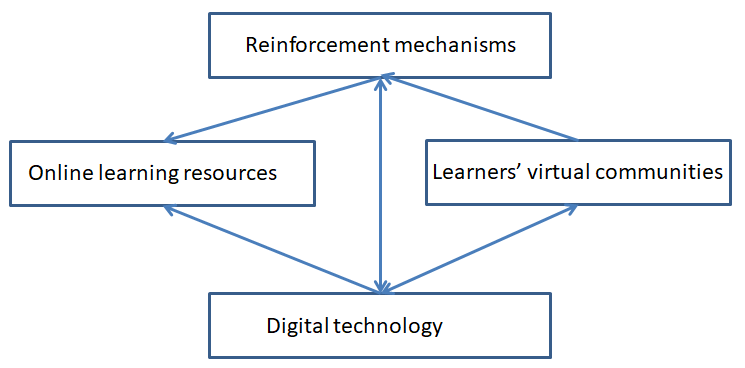 Reinforcement mechanisms
Online learning resources
Learners’ virtual communities
Digital technology